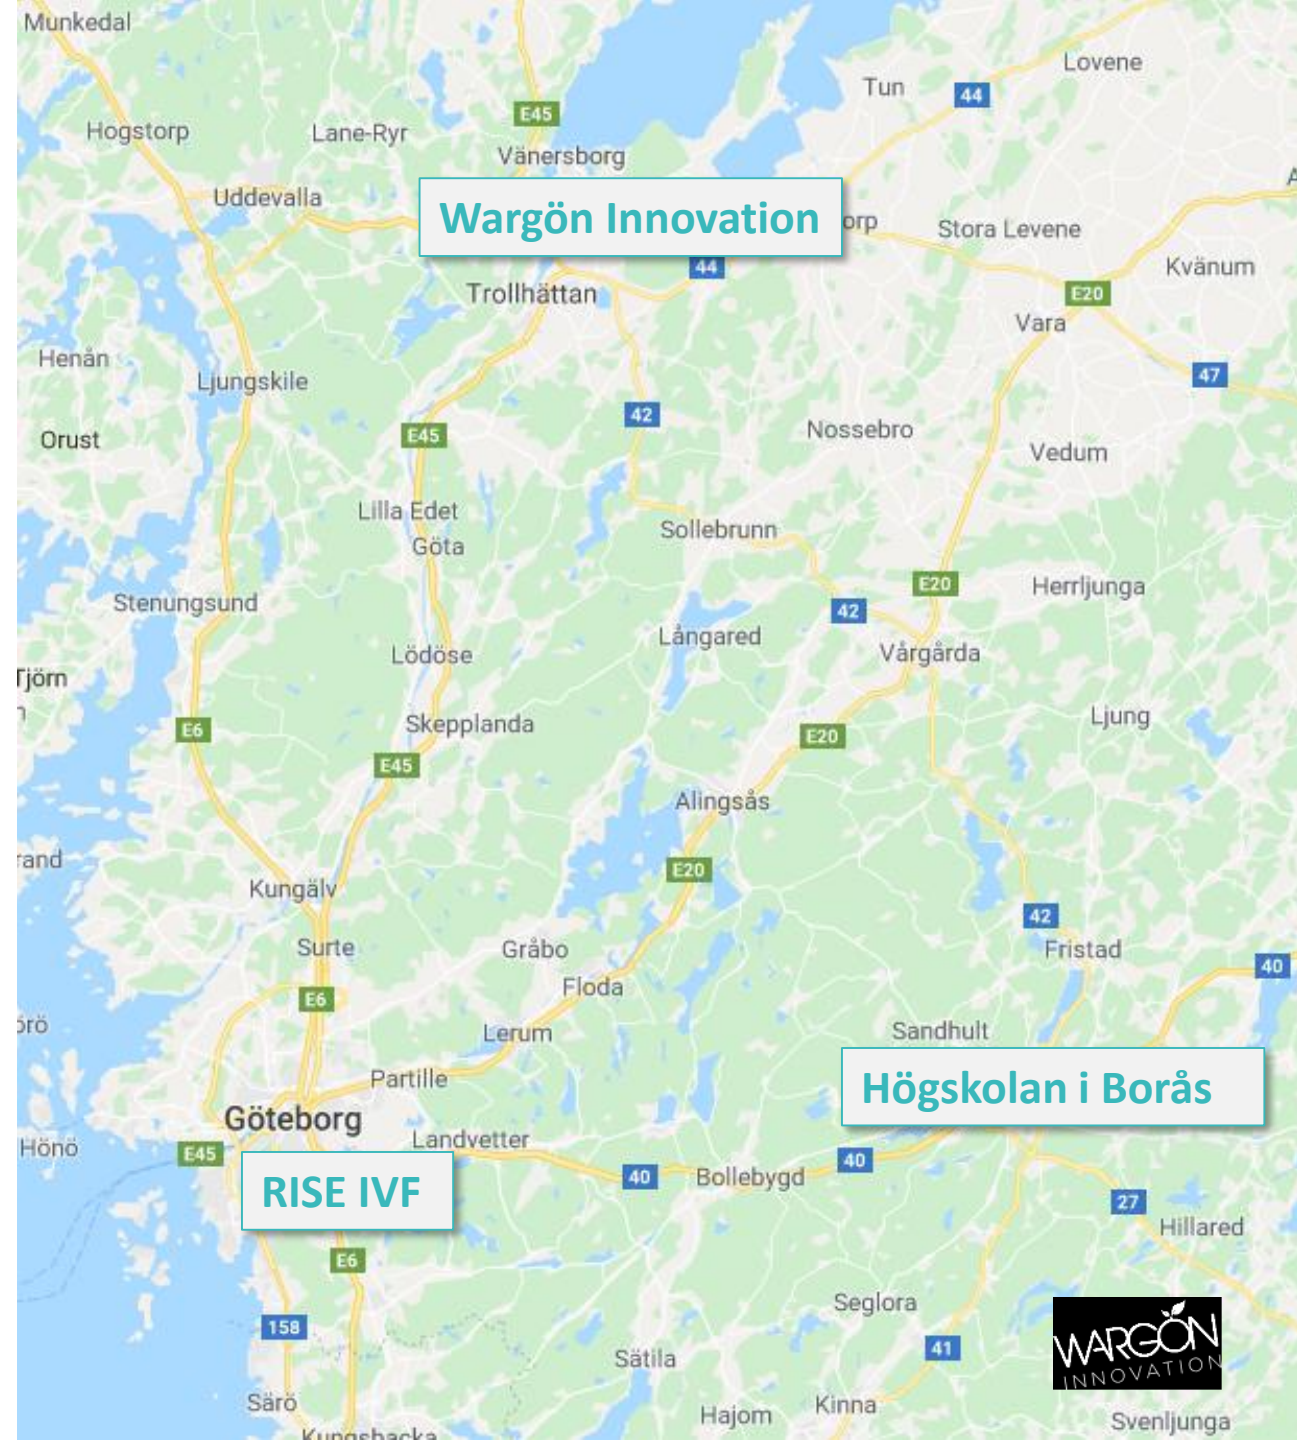 Munkedal
Lovene
Tun
44
E45
Hogstorp
Lane-Ryr
Vänersborg
Uddevalla
Wargön Innovation
orp
Stora Levene
A
44
Kvänum
Trollhättan
E20
Vara
Henån
Ljungskile
47
42
Nossebro
Orust
E45
Vedum
Lilla Edet
Göta
Sollebrunn
E20
Herrljunga
Stenungsund
42
Långared
Lödöse
Vårgårda
Tjörn
n
Skepplanda
Ljung
E6
E20
E45
Alingsås
rand
E20
Kungälv
42
Surte
Gråbo
Fristad
40
Floda
E6
örö
Lerum
Sandhult
Partille
Högskolan i Borås
Göteborg
Landvetter
Hönö
E45
40
40
Bollebygd
RISE IVF
27
Hillared
E6
Seglora
158
WARGÖN
INNOVATION
41
Sätila
Särö
Kinna
Hajom
Svenljunga
Kungsbacka